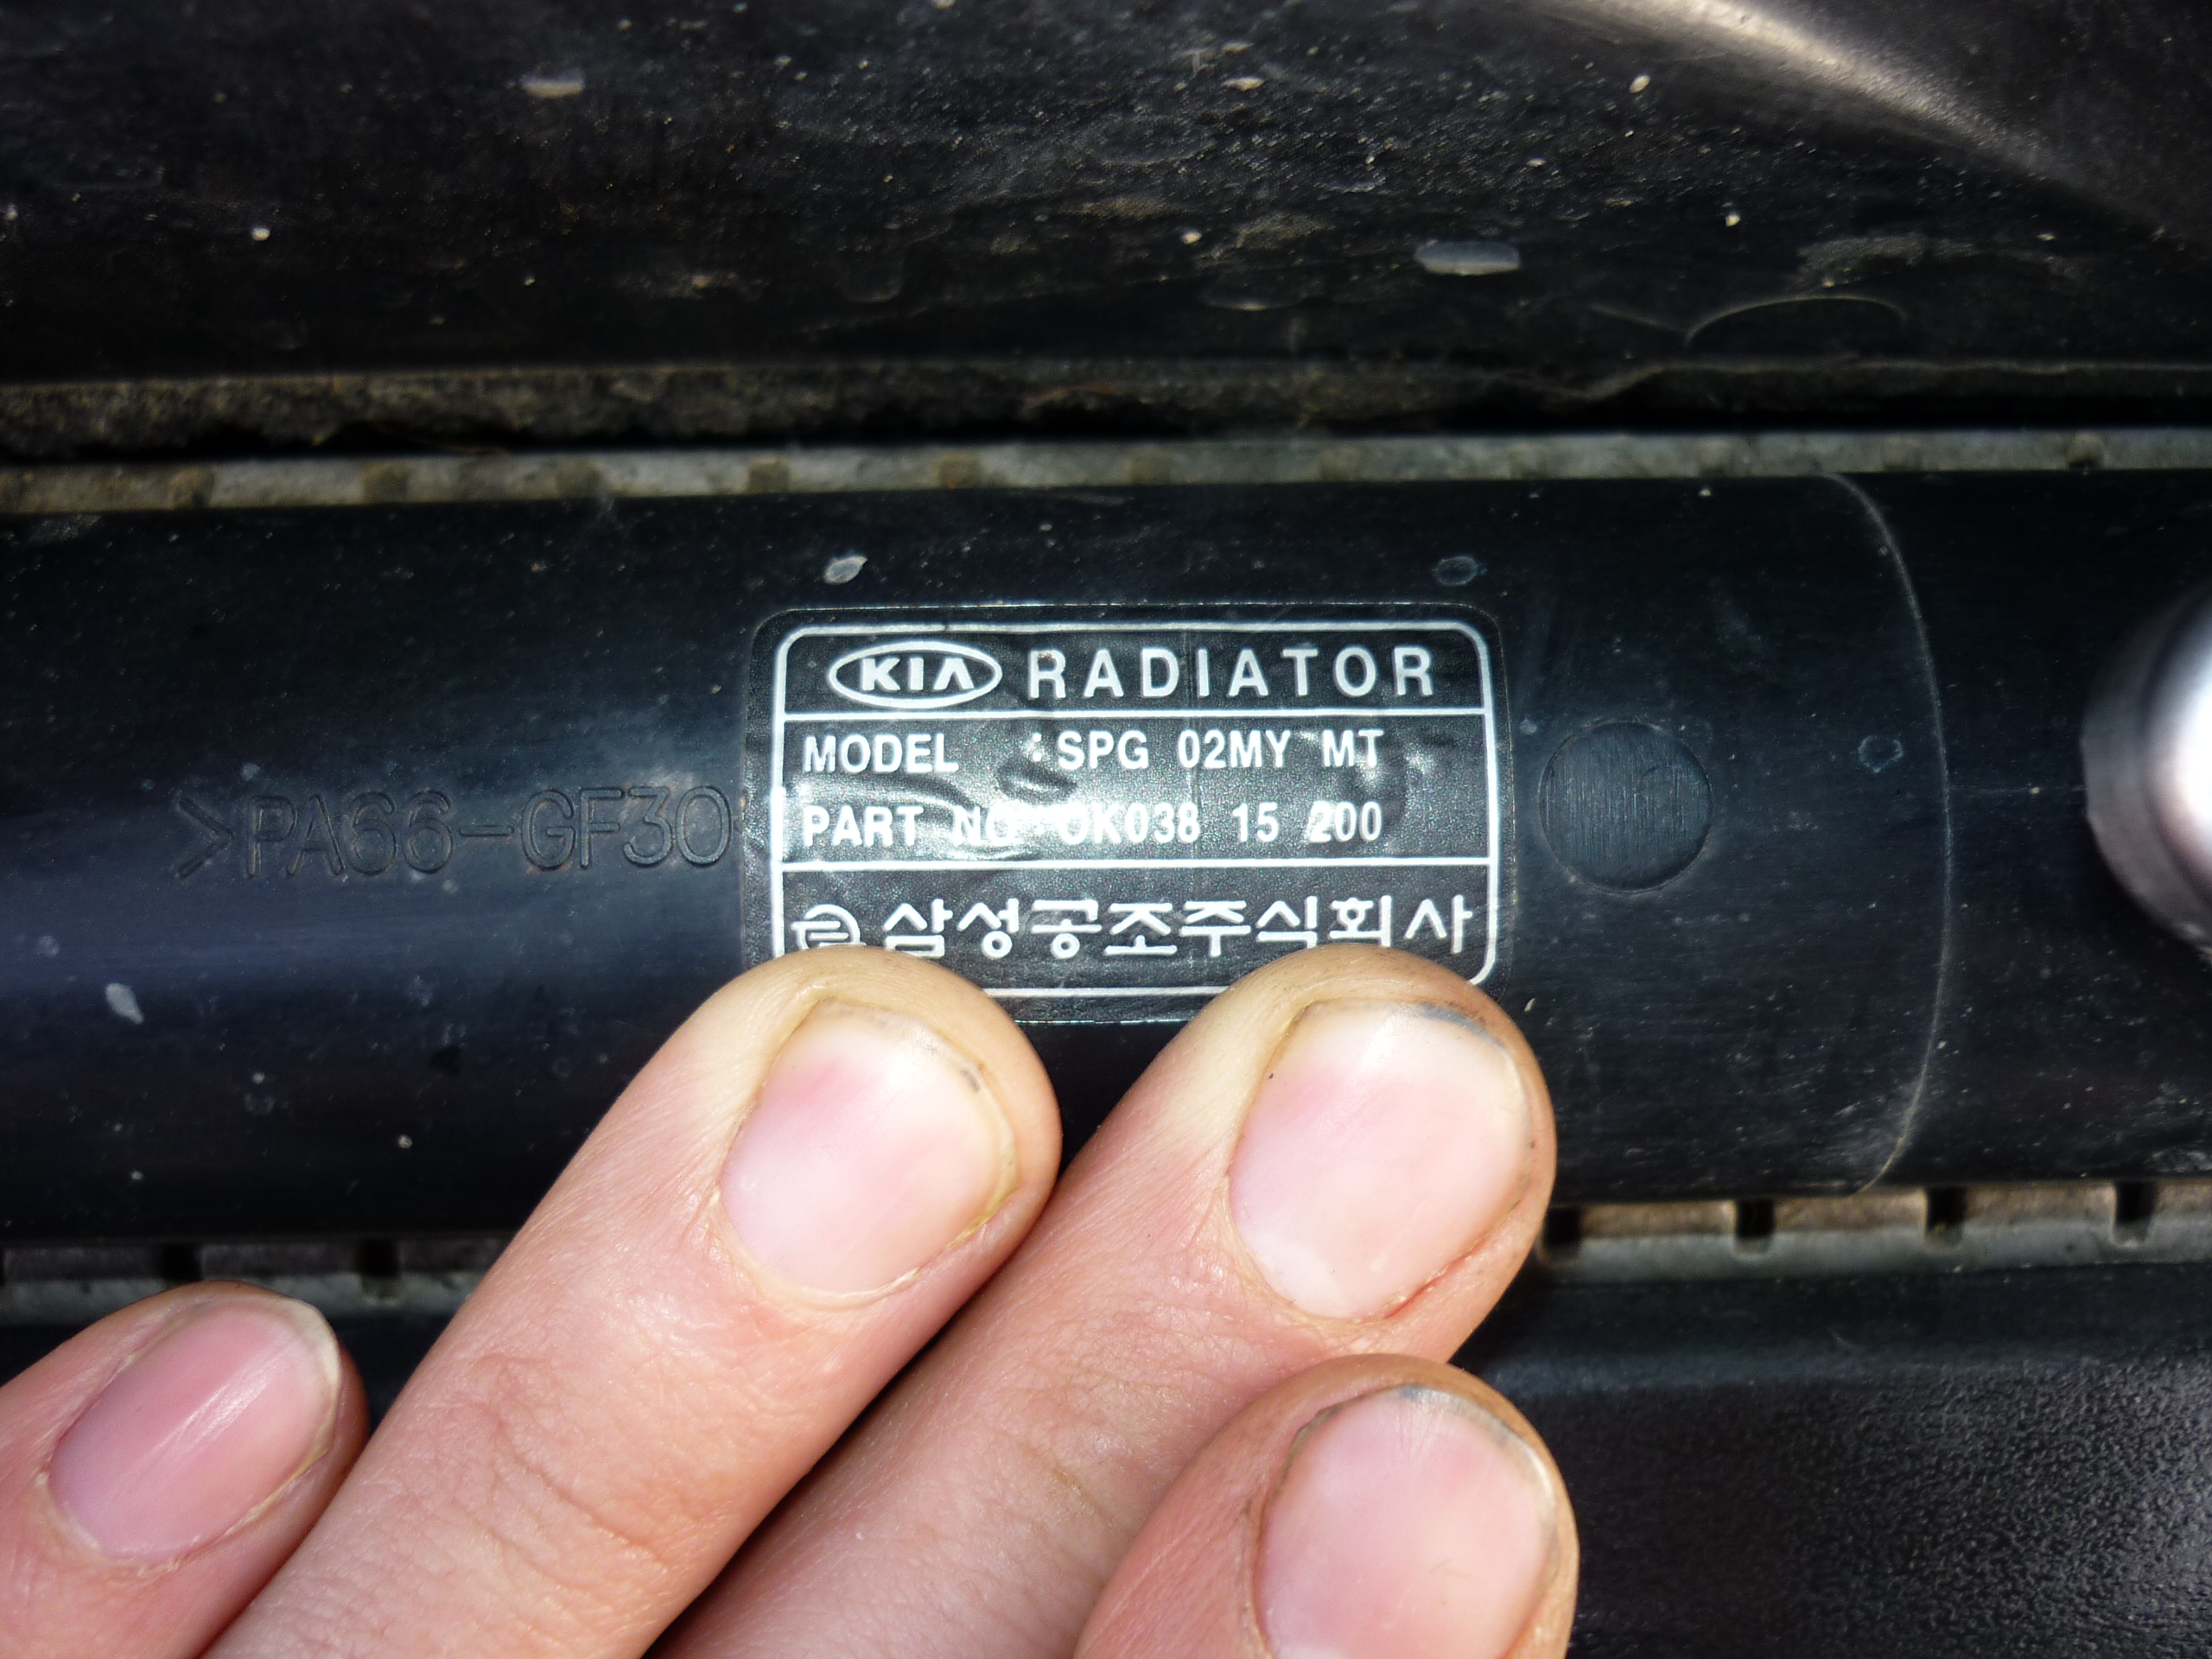 KIA RADIATOR
MODEL : SPG 02MY MT
PART NO : OK038 15 200
>PA66-GF30
삼성공조주식회사